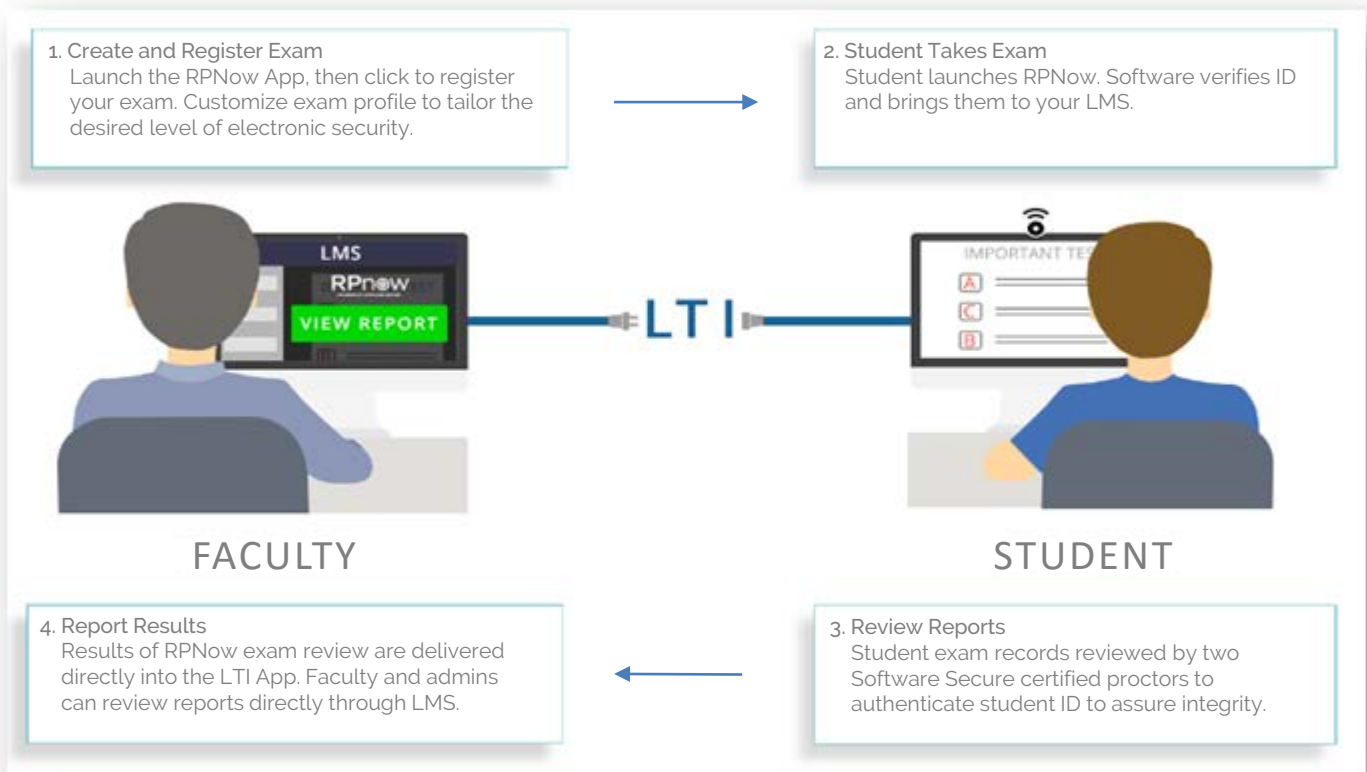 1. Create and Register Exam
Launch the RPNow App, then click to register
your exam. Customize exam profile to tailor the
desired level of electronic security.
2. Student Takes Exam
Student launches RPNow. Software verifies ID
and brings them to your LMS.
LMS
RPnow
VIEW REPORT
LTI
IMPORTANT TES
A
C
B
FACULTY
STUDENT
4. Report Results
Results of RPNow exam review are delivered
directly into the LTI App. Faculty and admins
can review reports directly through LMS.
3. Review Reports
Student exam records reviewed by two
Software Secure certified proctors to
authenticate student ID to assure integrity.